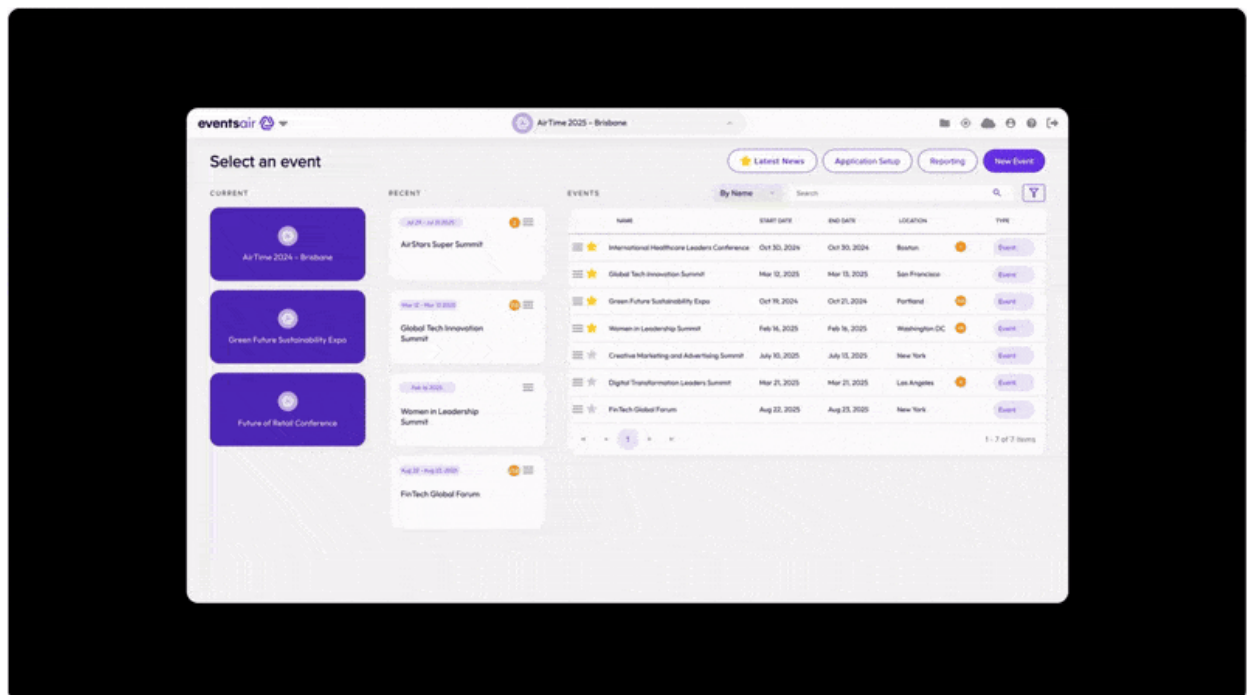 eventsair
AirTime 2025 - Brisbane
Select an event
Latest News
Application Setup
Reporting
New Event
CURRENT
RECENT
EVENTS
By Name
Search
AirTime 2024 - Brisbane
Green Future Sustainability Expo
Future of Retail Conference
AirStars Super Summit
Global Tech Innovation
Summit
Feb 16 2025
Women in Leadership
Summit
FinTech Global Forum
NAME START DATE END DATE LOCATION TYPE
International Healthcare Leaders Conference Oct 30, 2024 Oct 30, 2024 Boston Event
Global Tech Innovation Summit Mar 12, 2025 Mar 13, 2025 San Francisco Event
Green Future Sustainability Expo Oct 19, 2024 Oct 21, 2024 Portland Event
Women in Leadership Summit Feb 16, 2025 Feb 16, 2025 Washington DC Event
Creative Marketing and Advertising Summit July 10, 2025 July 13, 2025 New York Event
Digital Transformation Leaders Summit Mar 21, 2025 Mar 21, 2025 Los Angeles Event
FinTech Global Forum Aug 22, 2025 Aug 23, 2025 New York Event
1
1 - 7 of 7 items